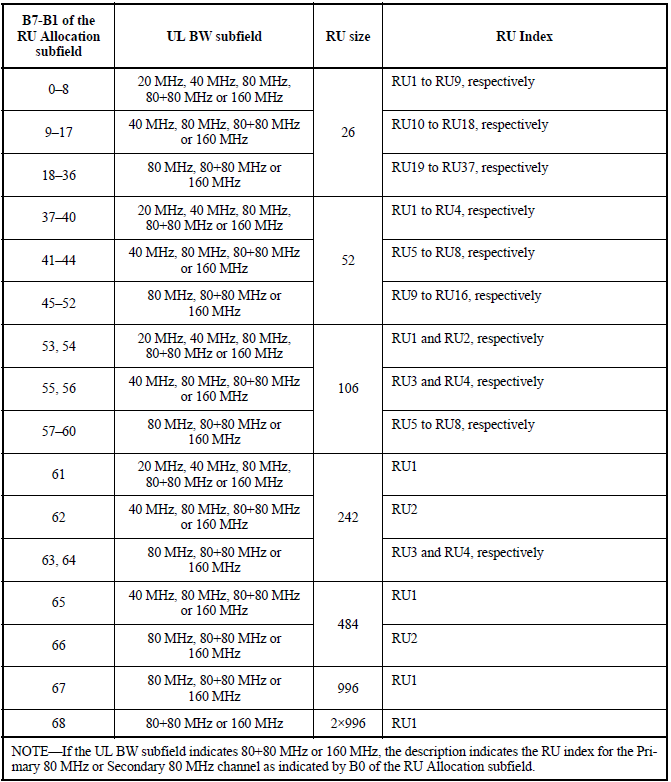 B7-B1 of the
RU Allocation
subfield
UL BW subfield
RU size
RU Index
0–8
20 MHz, 40 MHz, 80 MHz,
80+80 MHz or 160 MHz
26
RU1 to RU9, respectively
9–17
40 MHz, 80 MHz, 80+80 MHz
or 160 MHz
RU10 to RU18, respectively
18–36
80 MHz, 80+80 MHz or
160 MHz
RU19 to RU37, respectively
37–40
20 MHz, 40 MHz, 80 MHz,
80+80 MHz or 160 MHz
52
RU1 to RU4, respectively
41–44
40 MHz, 80 MHz, 80+80 MHz
or 160 MHz
RU5 to RU8, respectively
45–52
80 MHz, 80+80 MHz or
160 MHz
RU9 to RU16, respectively
53, 54
20 MHz, 40 MHz, 80 MHz,
80+80 MHz or 160 MHz
106
RU1 and RU2, respectively
55, 56
40 MHz, 80 MHz, 80+80 MHz
or 160 MHz
RU3 and RU4, respectively
57–60
80 MHz, 80+80 MHz or
160 MHz
RU5 to RU8, respectively
61
20 MHz, 40 MHz, 80 MHz,
80+80 MHz or 160 MHz
242
RU1
62
40 MHz, 80 MHz, 80+80 MHz
or 160 MHz
RU2
63, 64
80 MHz, 80+80 MHz or
160 MHz
RU3 and RU4, respectively
65
40 MHz, 80 MHz, 80+80 MHz
or 160 MHz
484
RU1
66
80 MHz, 80+80 MHz or
160 MHz
RU2
67
80 MHz, 80+80 MHz or
160 MHz
996
RU1
68
80+80 MHz or 160 MHz
2×996
RU1
NOTE—If the UL BW subfield indicates 80+80 MHz or 160 MHz, the description indicates the RU index for the Pri-
mary 80 MHz or Secondary 80 MHz channel as indicated by B0 of the RU Allocation subfield.